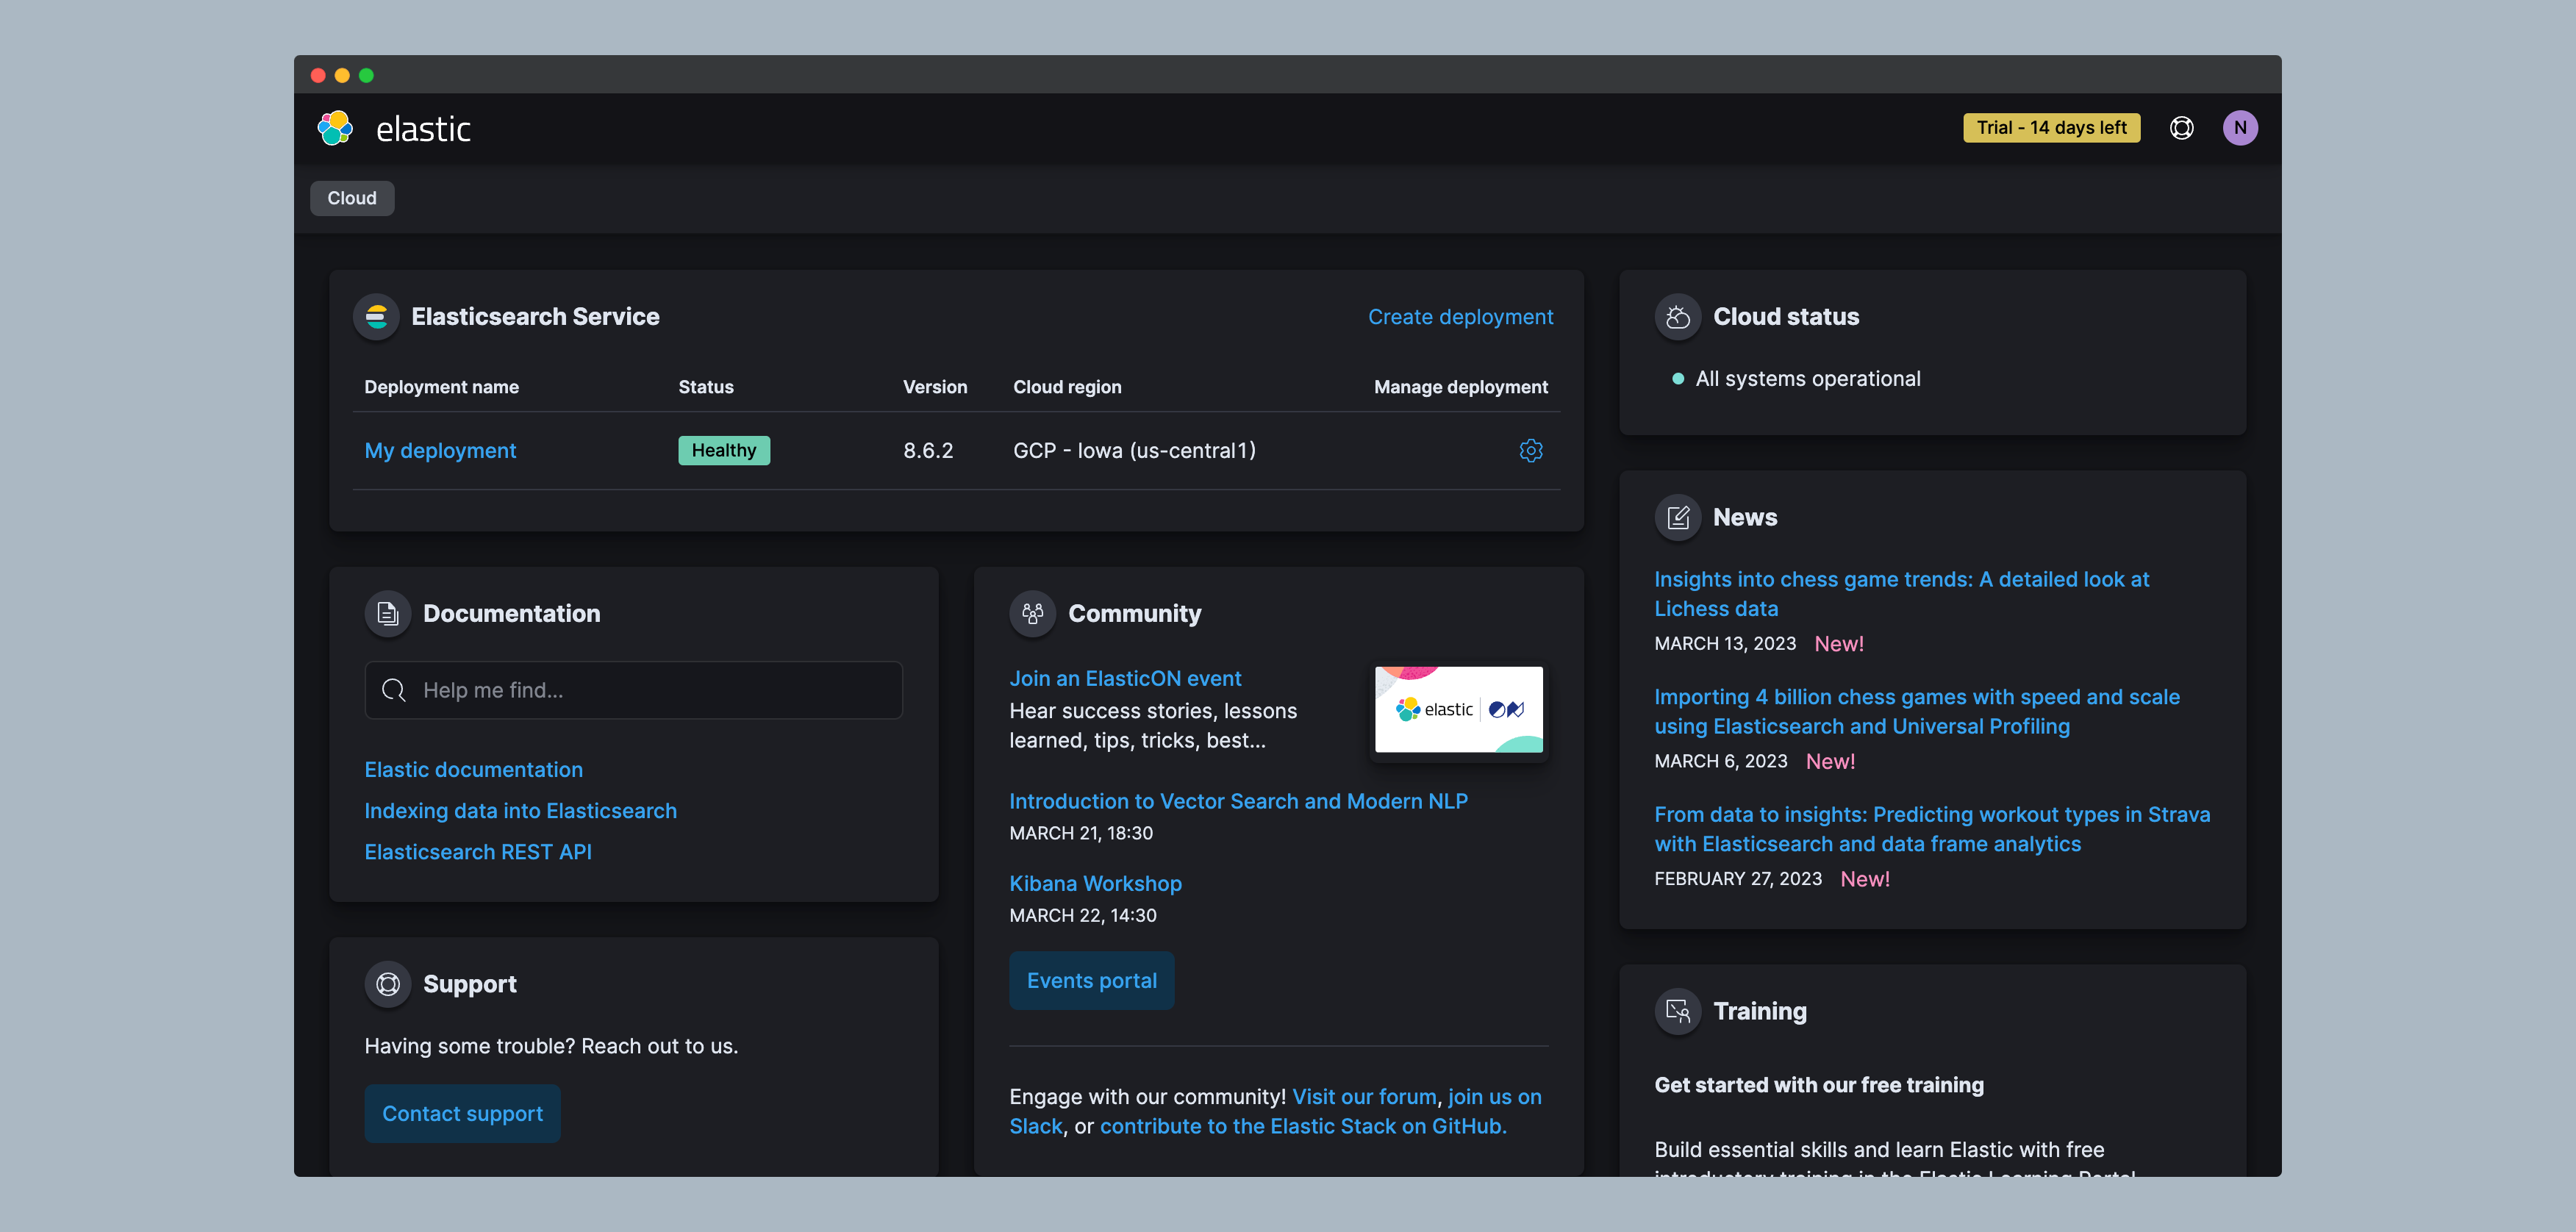 elastic
Trial - 14 days left
N
Cloud
Elasticsearch Service
Create deployment
Deployment name Status Version Cloud region Manage deployment
My deployment Healthy 8.6.2 GCP - Iowa (us-central1)
Documentation
Help me find...
Elastic documentation
Indexing data into Elasticsearch
Elasticsearch REST API
Support
Having some trouble? Reach out to us.
Contact support
Community
Join an ElasticON event
Hear success stories, lessons
learned, tips, tricks, best...
elastic ON
Introduction to Vector Search and Modern NLP
MARCH 21, 18:30
Kibana Workshop
MARCH 22, 14:30
Events portal
Engage with our community! Visit our forum, join us on
Slack, or contribute to the Elastic Stack on GitHub.
Cloud status
All systems operational
News
Insights into chess game trends: A detailed look at
Lichess data
MARCH 13, 2023 New!
Importing 4 billion chess games with speed and scale
using Elasticsearch and Universal Profiling
MARCH 6, 2023 New!
From data to insights: Predicting workout types in Strava
with Elasticsearch and data frame analytics
FEBRUARY 27, 2023 New!
Training
Get started with our free training
Build essential skills and learn Elastic with free
introductory training in the Elastic Learning Portal